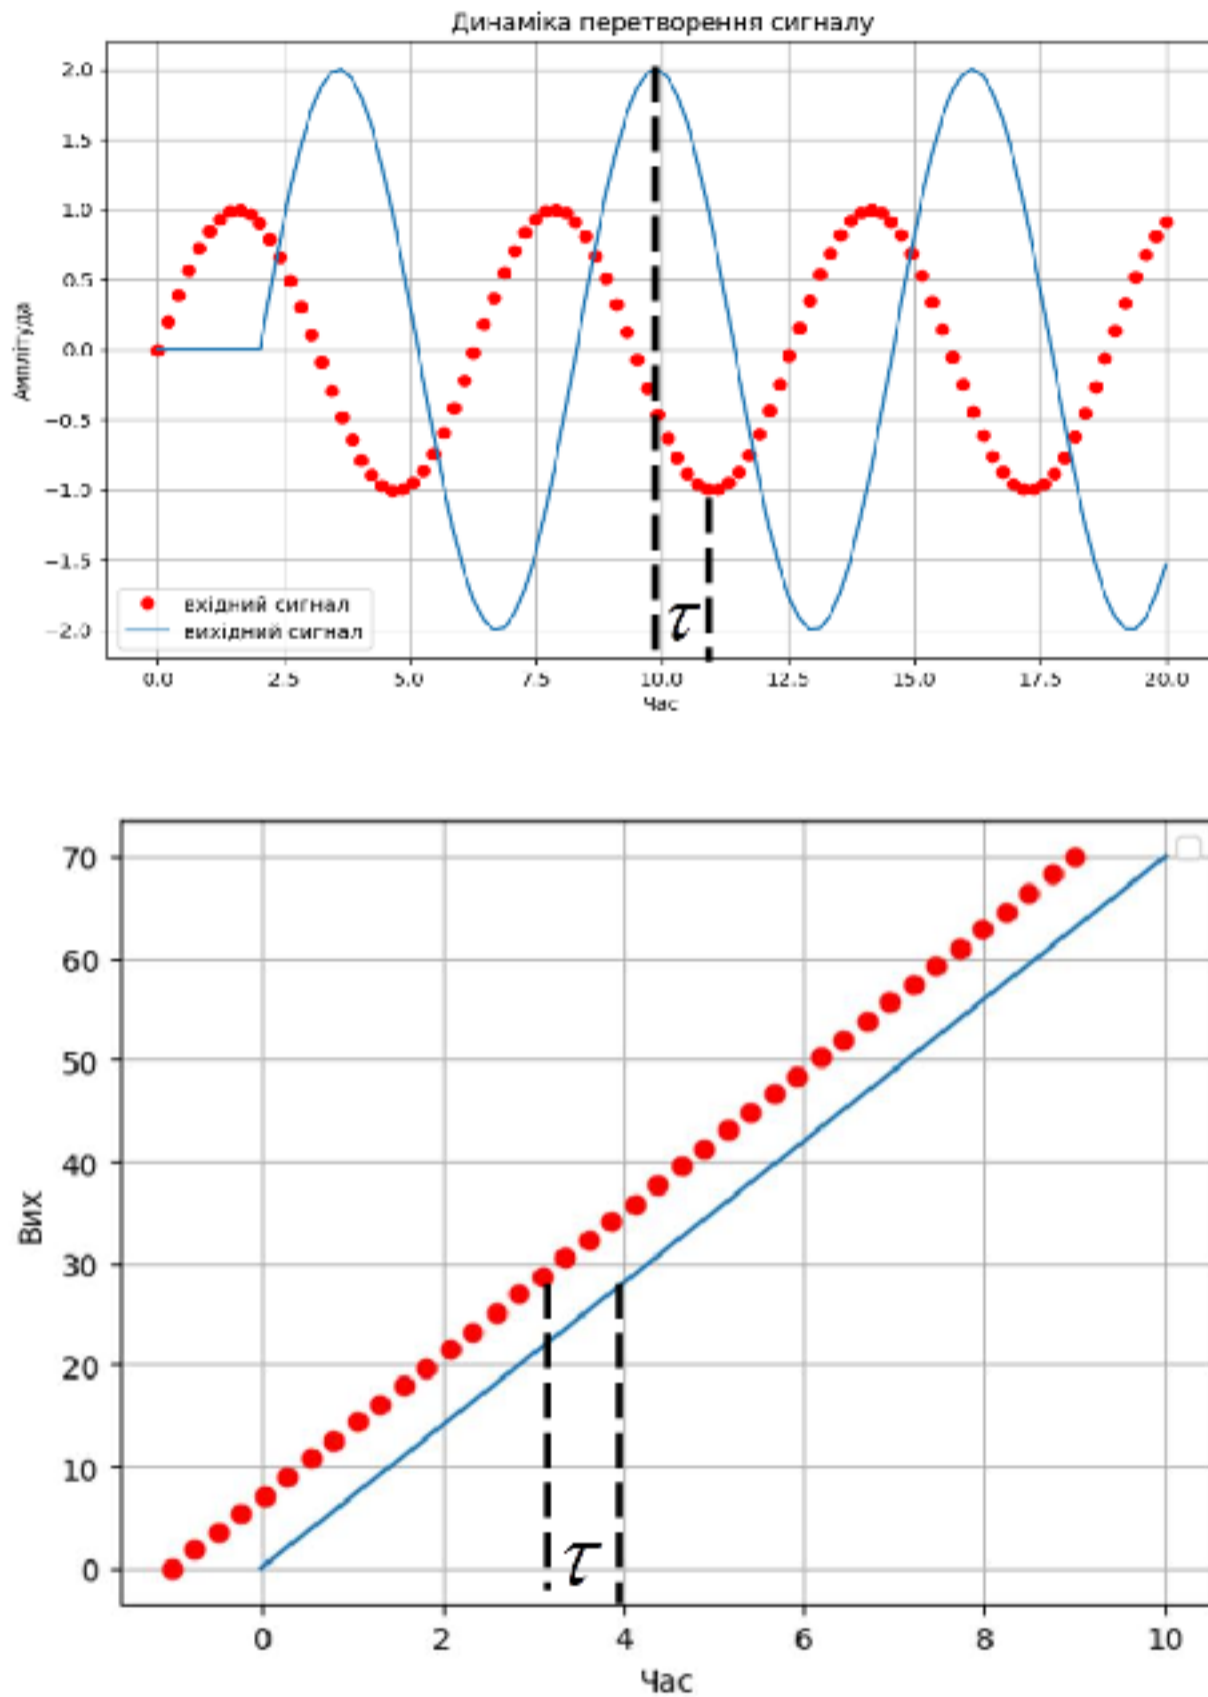 Динаміка перетворення сигналу
2.0
1.5
1.0
0.5
0.0
−0.5
−1.0
−1.5
−2.0
Амплітуда
вхідний сигнал
вихідний сигнал
τ
0.0 2.5 5.0 7.5 10.0 12.5 15.0 17.5 20.0
Час
70
60
50
40
30
20
10
0
Вих
τ
0 2 4 6 8 10
Час